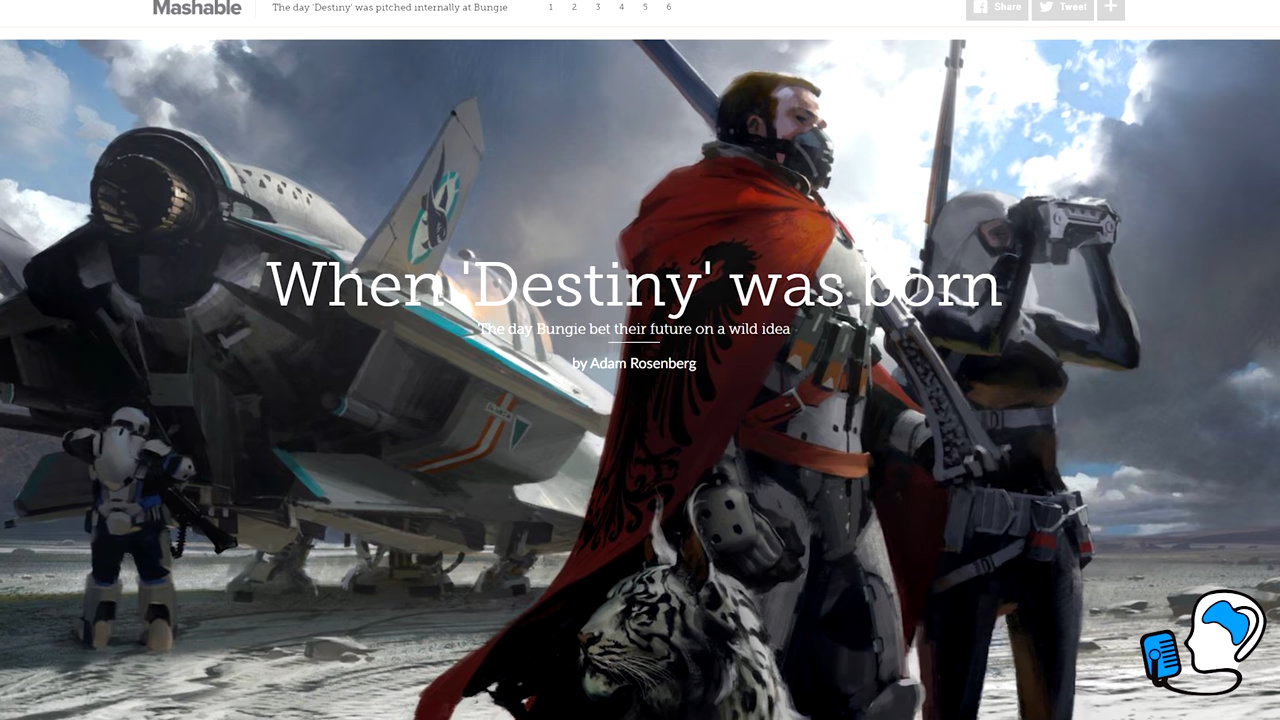 Mashable
The day 'Destiny' was pitched internally at Bungie
1 2 3 4 5 6
Share
Tweet
+
When 'Destiny' was born
The day Bungie bet their future on a wild idea
by Adam Rosenberg